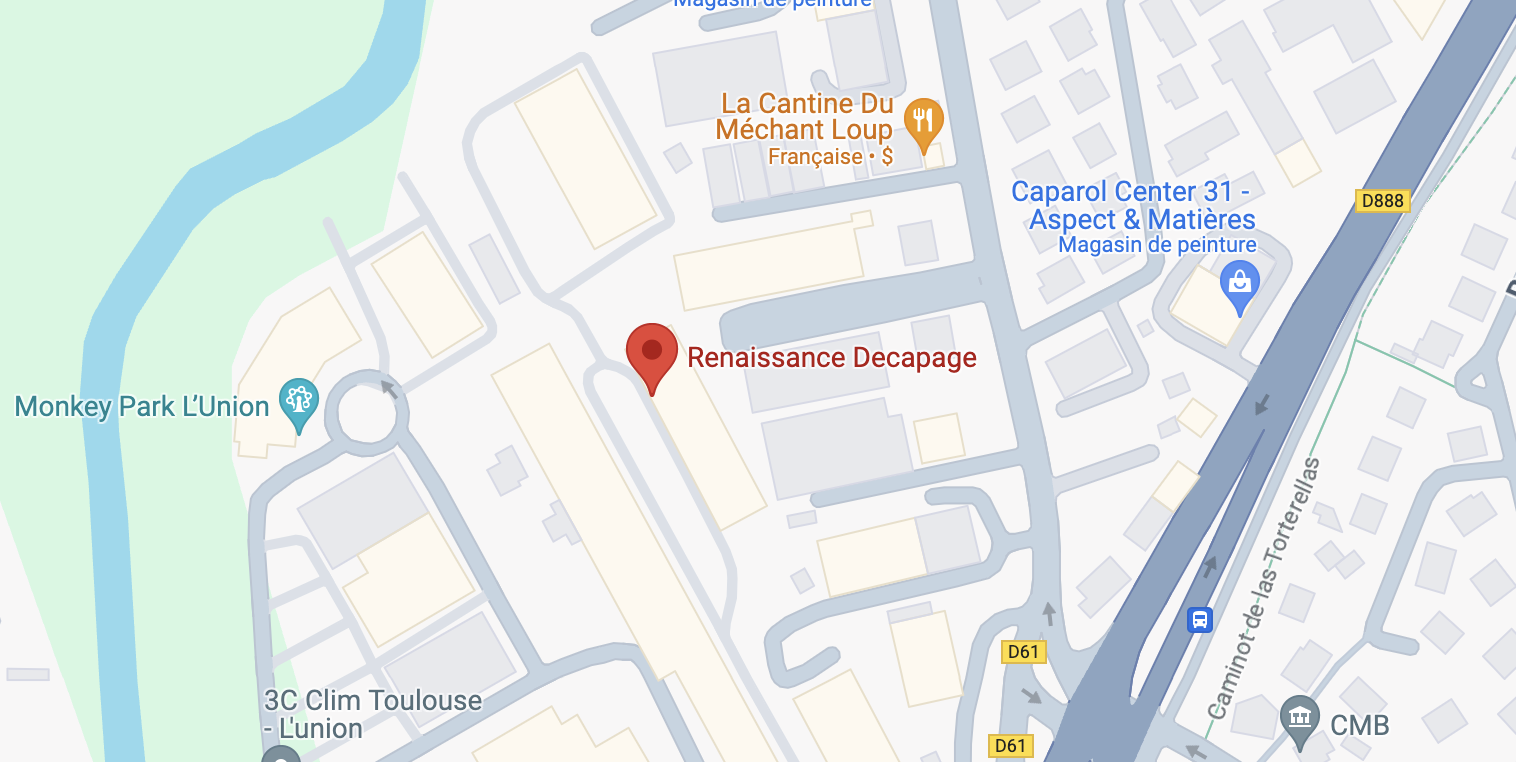 Magasin de peinture
La Cantine Du
Méchant Loup
Française • $
Caparol Center 31 -
Aspect & Matières
Magasin de peinture
D888
Renaissance Decapage
Monkey Park L'Union
Caminot-de-las-Torterellas
D61
3C Clim Toulouse
- L'union
CMB
D61